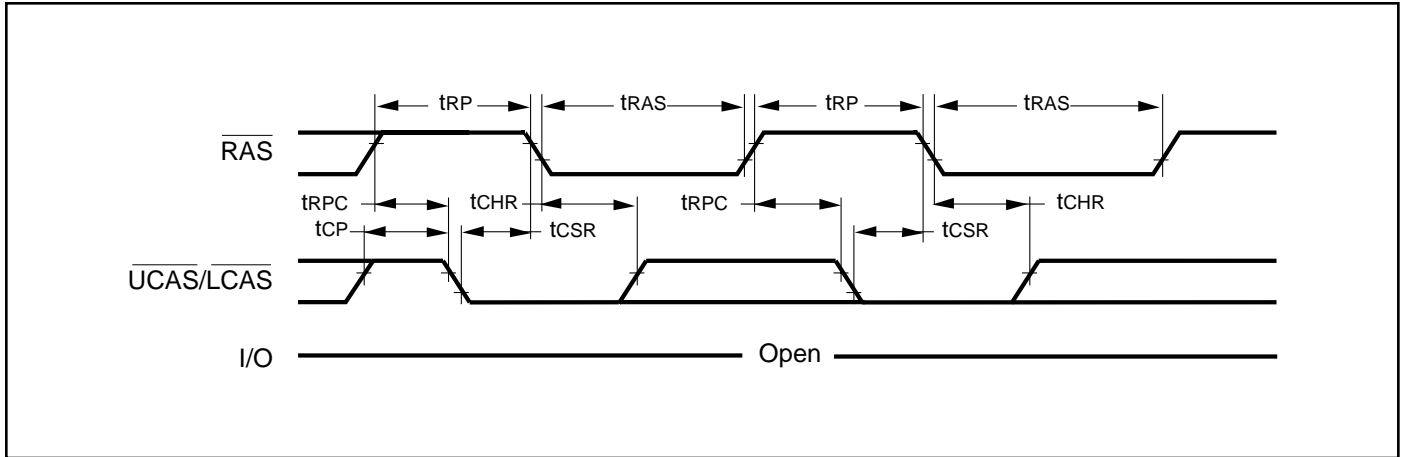 tRP tRAS tRP tRAS
RAS
tRPC tCHR tRPC tCHR
tCP tCSR tCSR
UCAS/LCAS
I/O Open